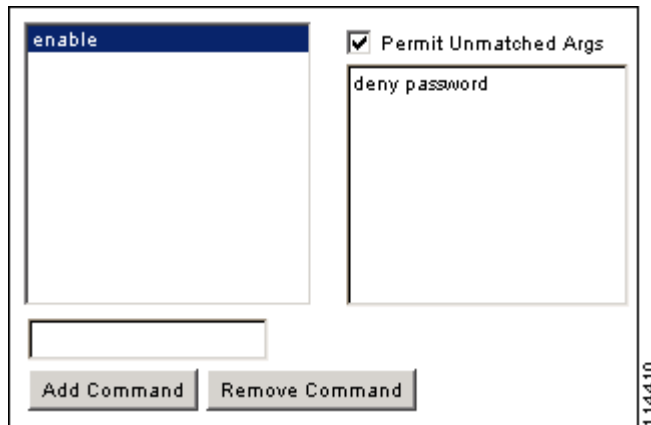 enable
Permit Unmatched Args
deny password
Add Command
Remove Command
114410